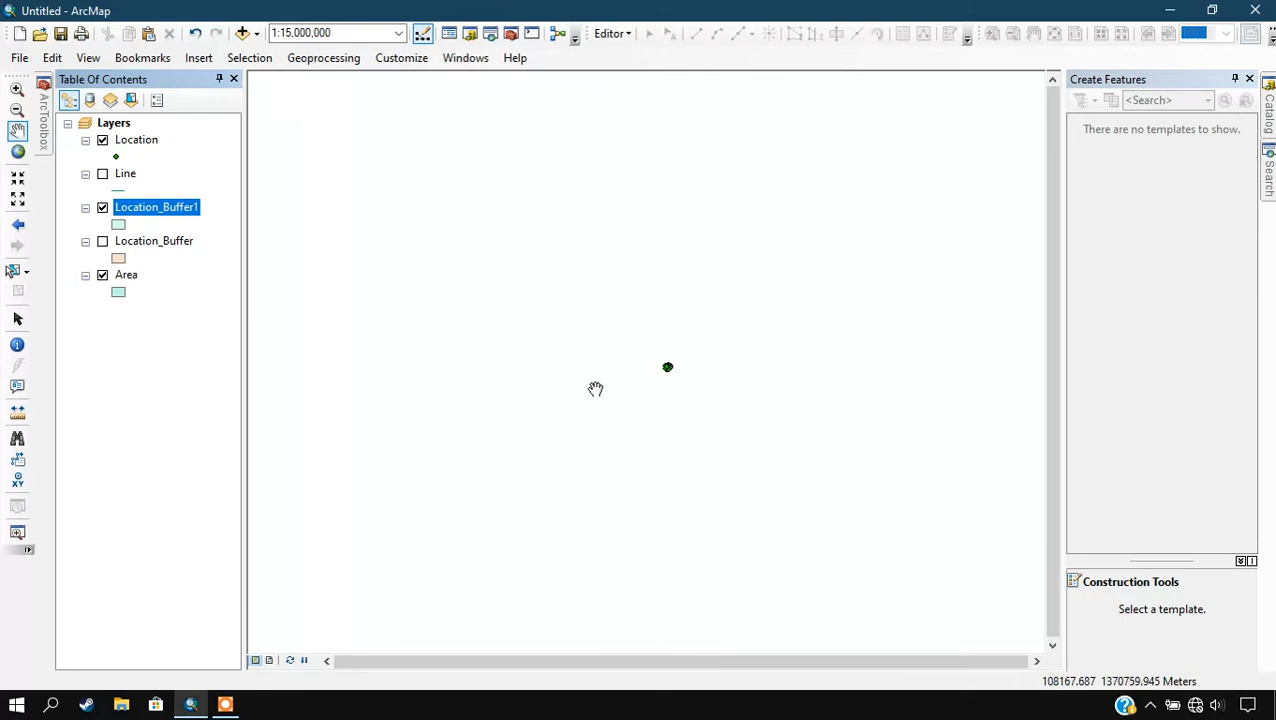 Untitled - ArcMap
1:15,000,000
Editor
File Edit View Bookmarks Insert Selection Geoprocessing Customize Windows Help
ArcToolbox
Table Of Contents
Layers
Location
Line
Location_Buffer1
Location_Buffer
Area
Create Features
<Search>
There are no templates to show.
Catalog
Search
XY
Construction Tools
Select a template.
108167.687 1370759.945 Meters